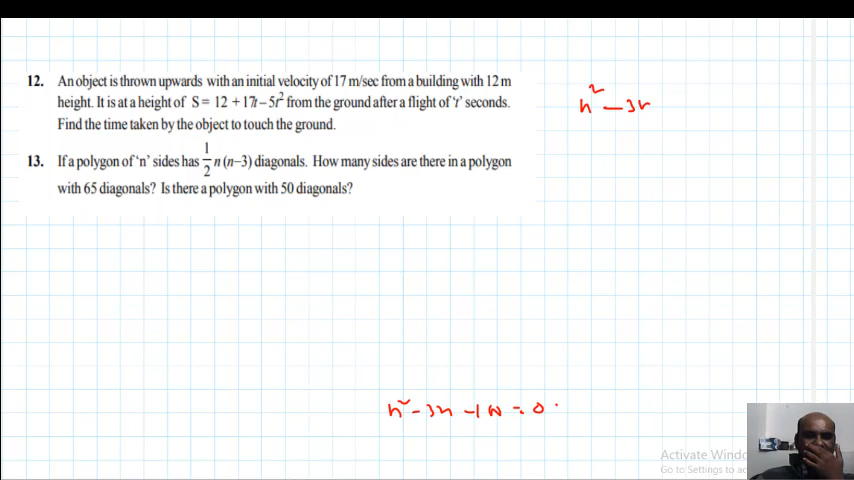 12. An object is thrown upwards with an initial velocity of 17 m/sec from a building with 12 m
height. It is at a height of S = 12 + 17t – 5t² from the ground after a flight of 't' seconds.
Find the time taken by the object to touch the ground.
13. If a polygon of 'n' sides has 1/2 n (n–3) diagonals. How many sides are there in a polygon
with 65 diagonals? Is there a polygon with 50 diagonals?
n² – 3n
n² – 3n – 100 = 0
Activate Windo
Go to Settings to ac